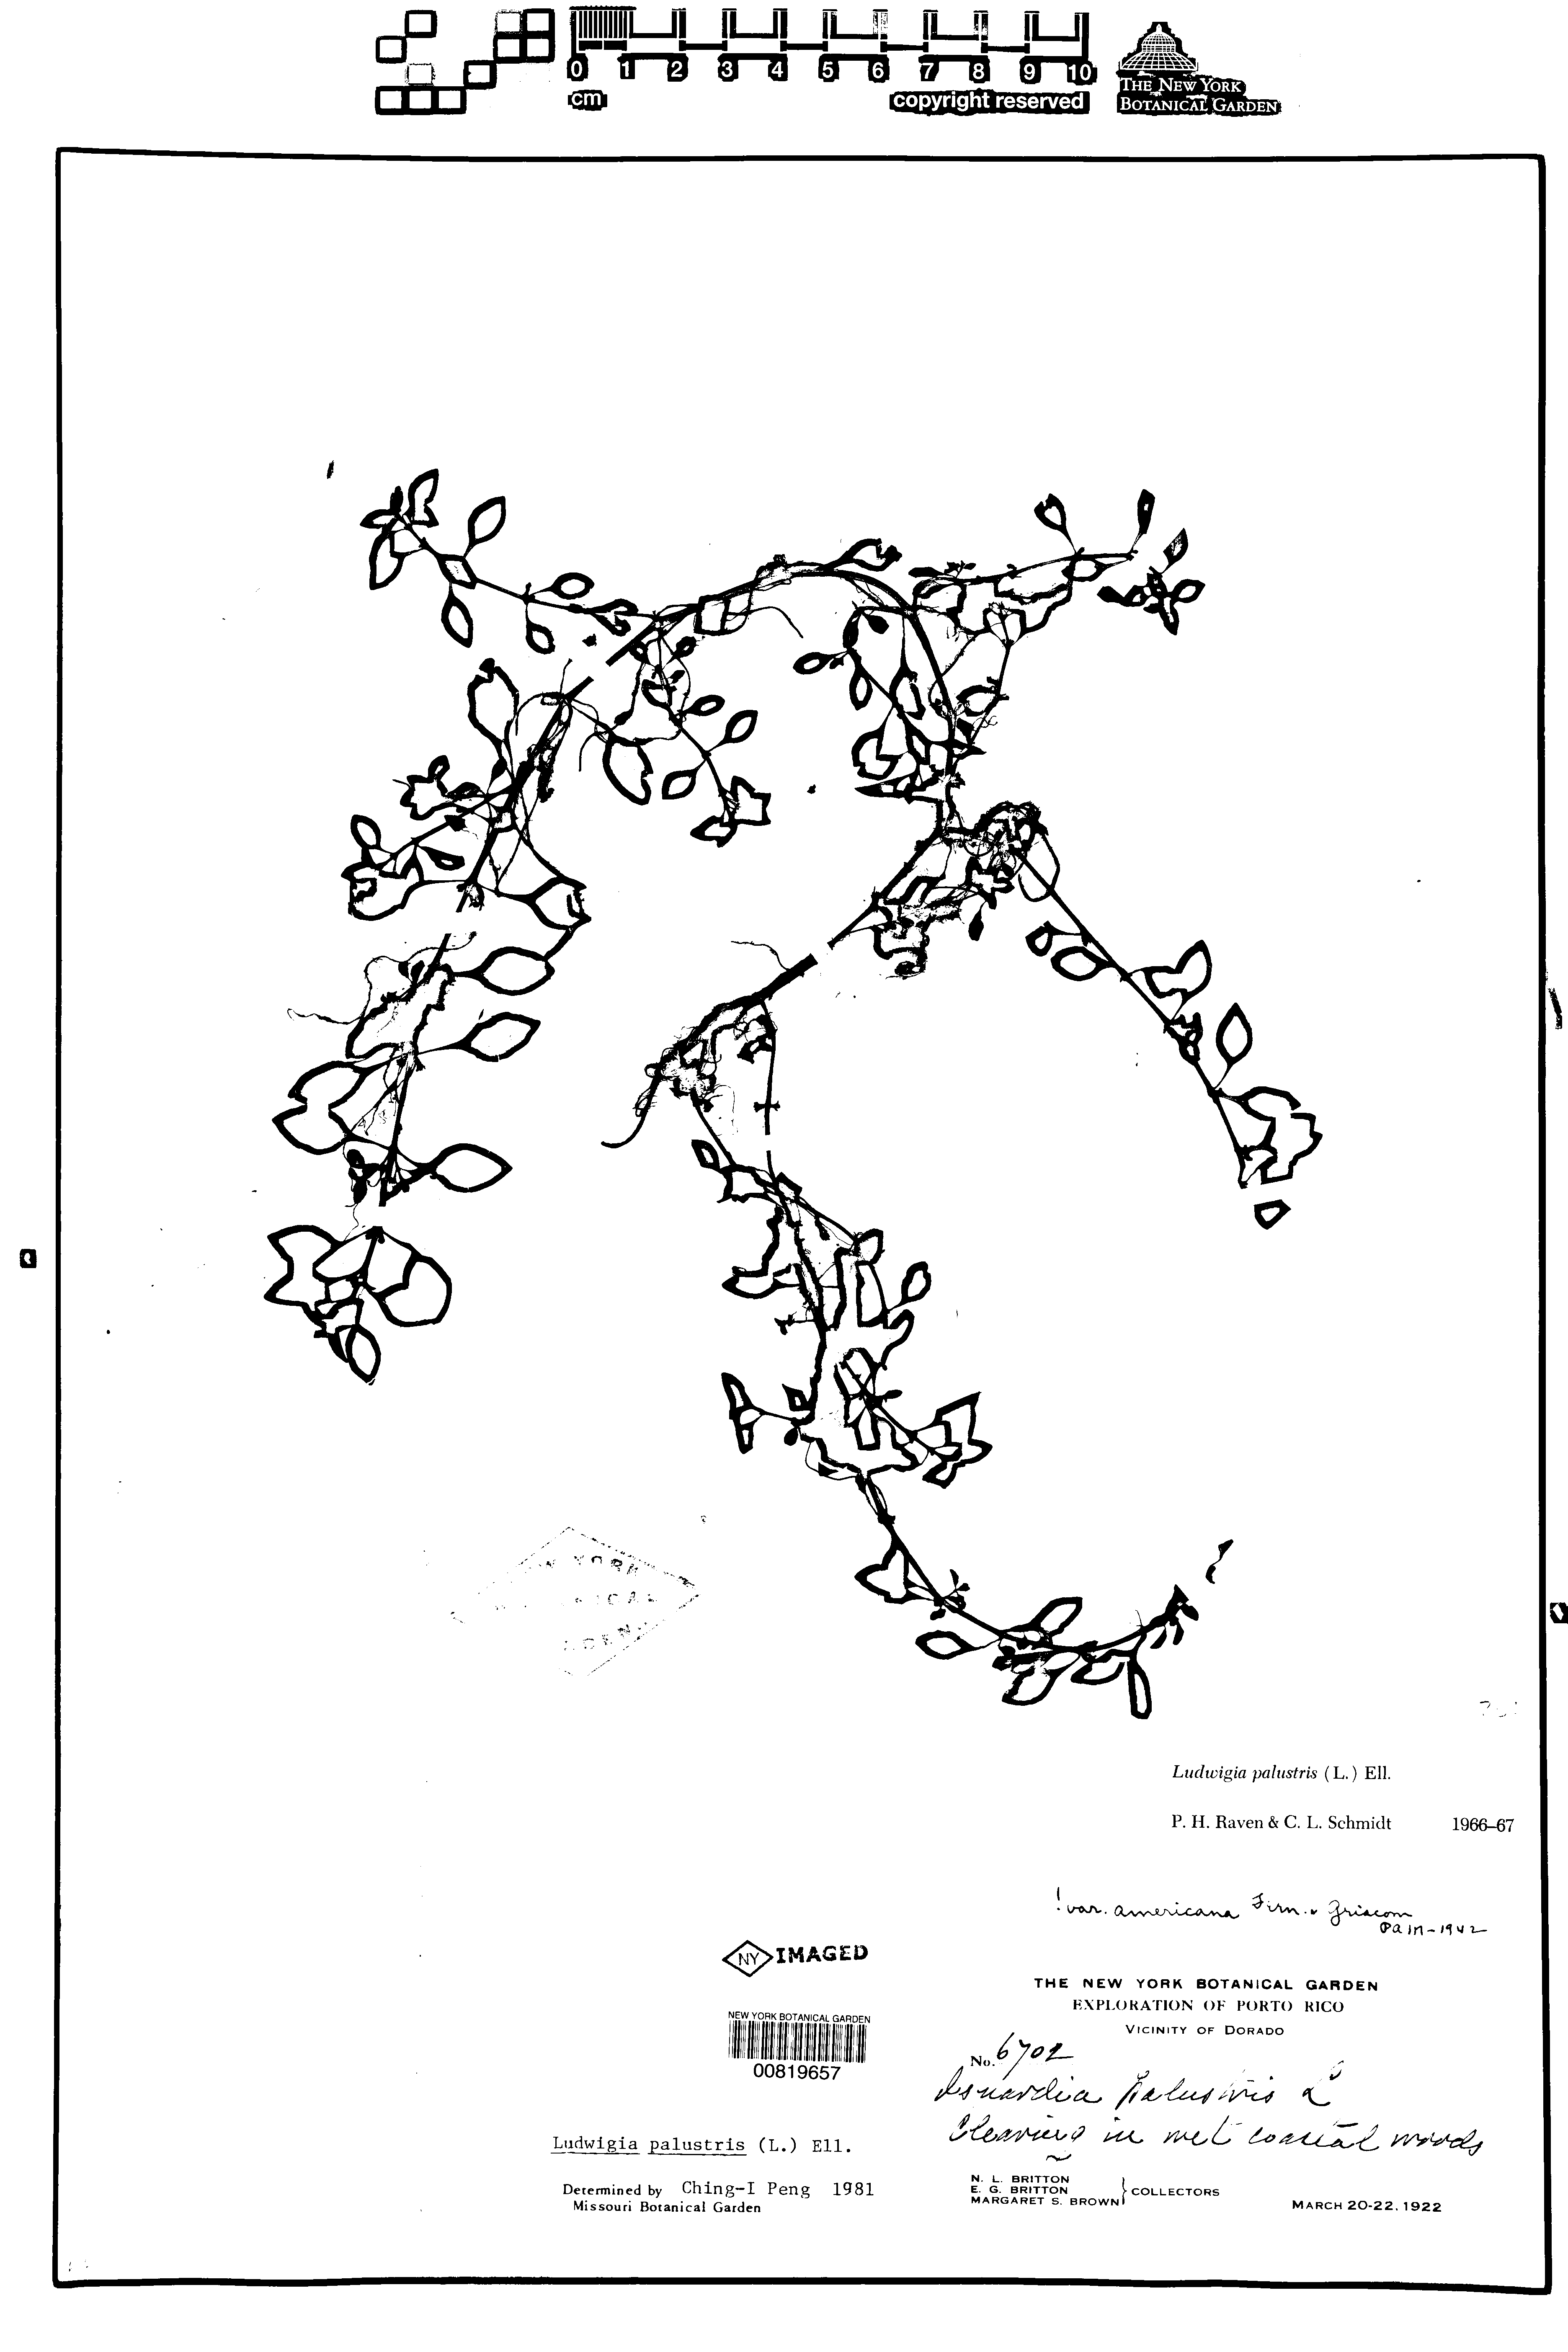 0 1 2 3 4 5 6 7 8 9 10
cm copyright reserved
THE NEW YORK
BOTANICAL GARDEN
Ludwigia palustris (L.) Ell.
P. H. Raven & C. L. Schmidt 1966–67
! var. americana Fern. & Griscom
1942
NY IMAGED
NEW YORK BOTANICAL GARDEN
00819657
THE NEW YORK BOTANICAL GARDEN
EXPLORATION OF PORTO RICO
VICINITY OF DORADO
No. 6702
Isnardia palustris L
Clearing in wet coastal woods
N. L. BRITTON
E. G. BRITTON
MARGARET S. BROWN
COLLECTORS
MARCH 20-22, 1922
Ludwigia palustris (L.) Ell.
Determined by Ching-I Peng 1981
Missouri Botanical Garden